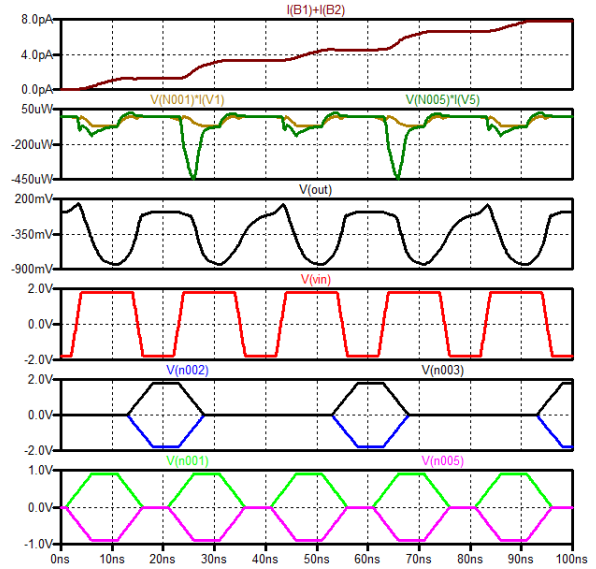 I(B1)+I(B2)
8.0pA
4.0pA
0.0pA
V(N001)*I(V1) V(N005)*I(V5)
50uW
-200uW
-450uW
V(out)
200mV
-350mV
-900mV
V(vin)
2.0V
0.0V
-2.0V
V(n002) V(n003)
2.0V
0.0V
-2.0V
V(n001) V(n005)
1.0V
0.0V
-1.0V
0ns 10ns 20ns 30ns 40ns 50ns 60ns 70ns 80ns 90ns 100ns